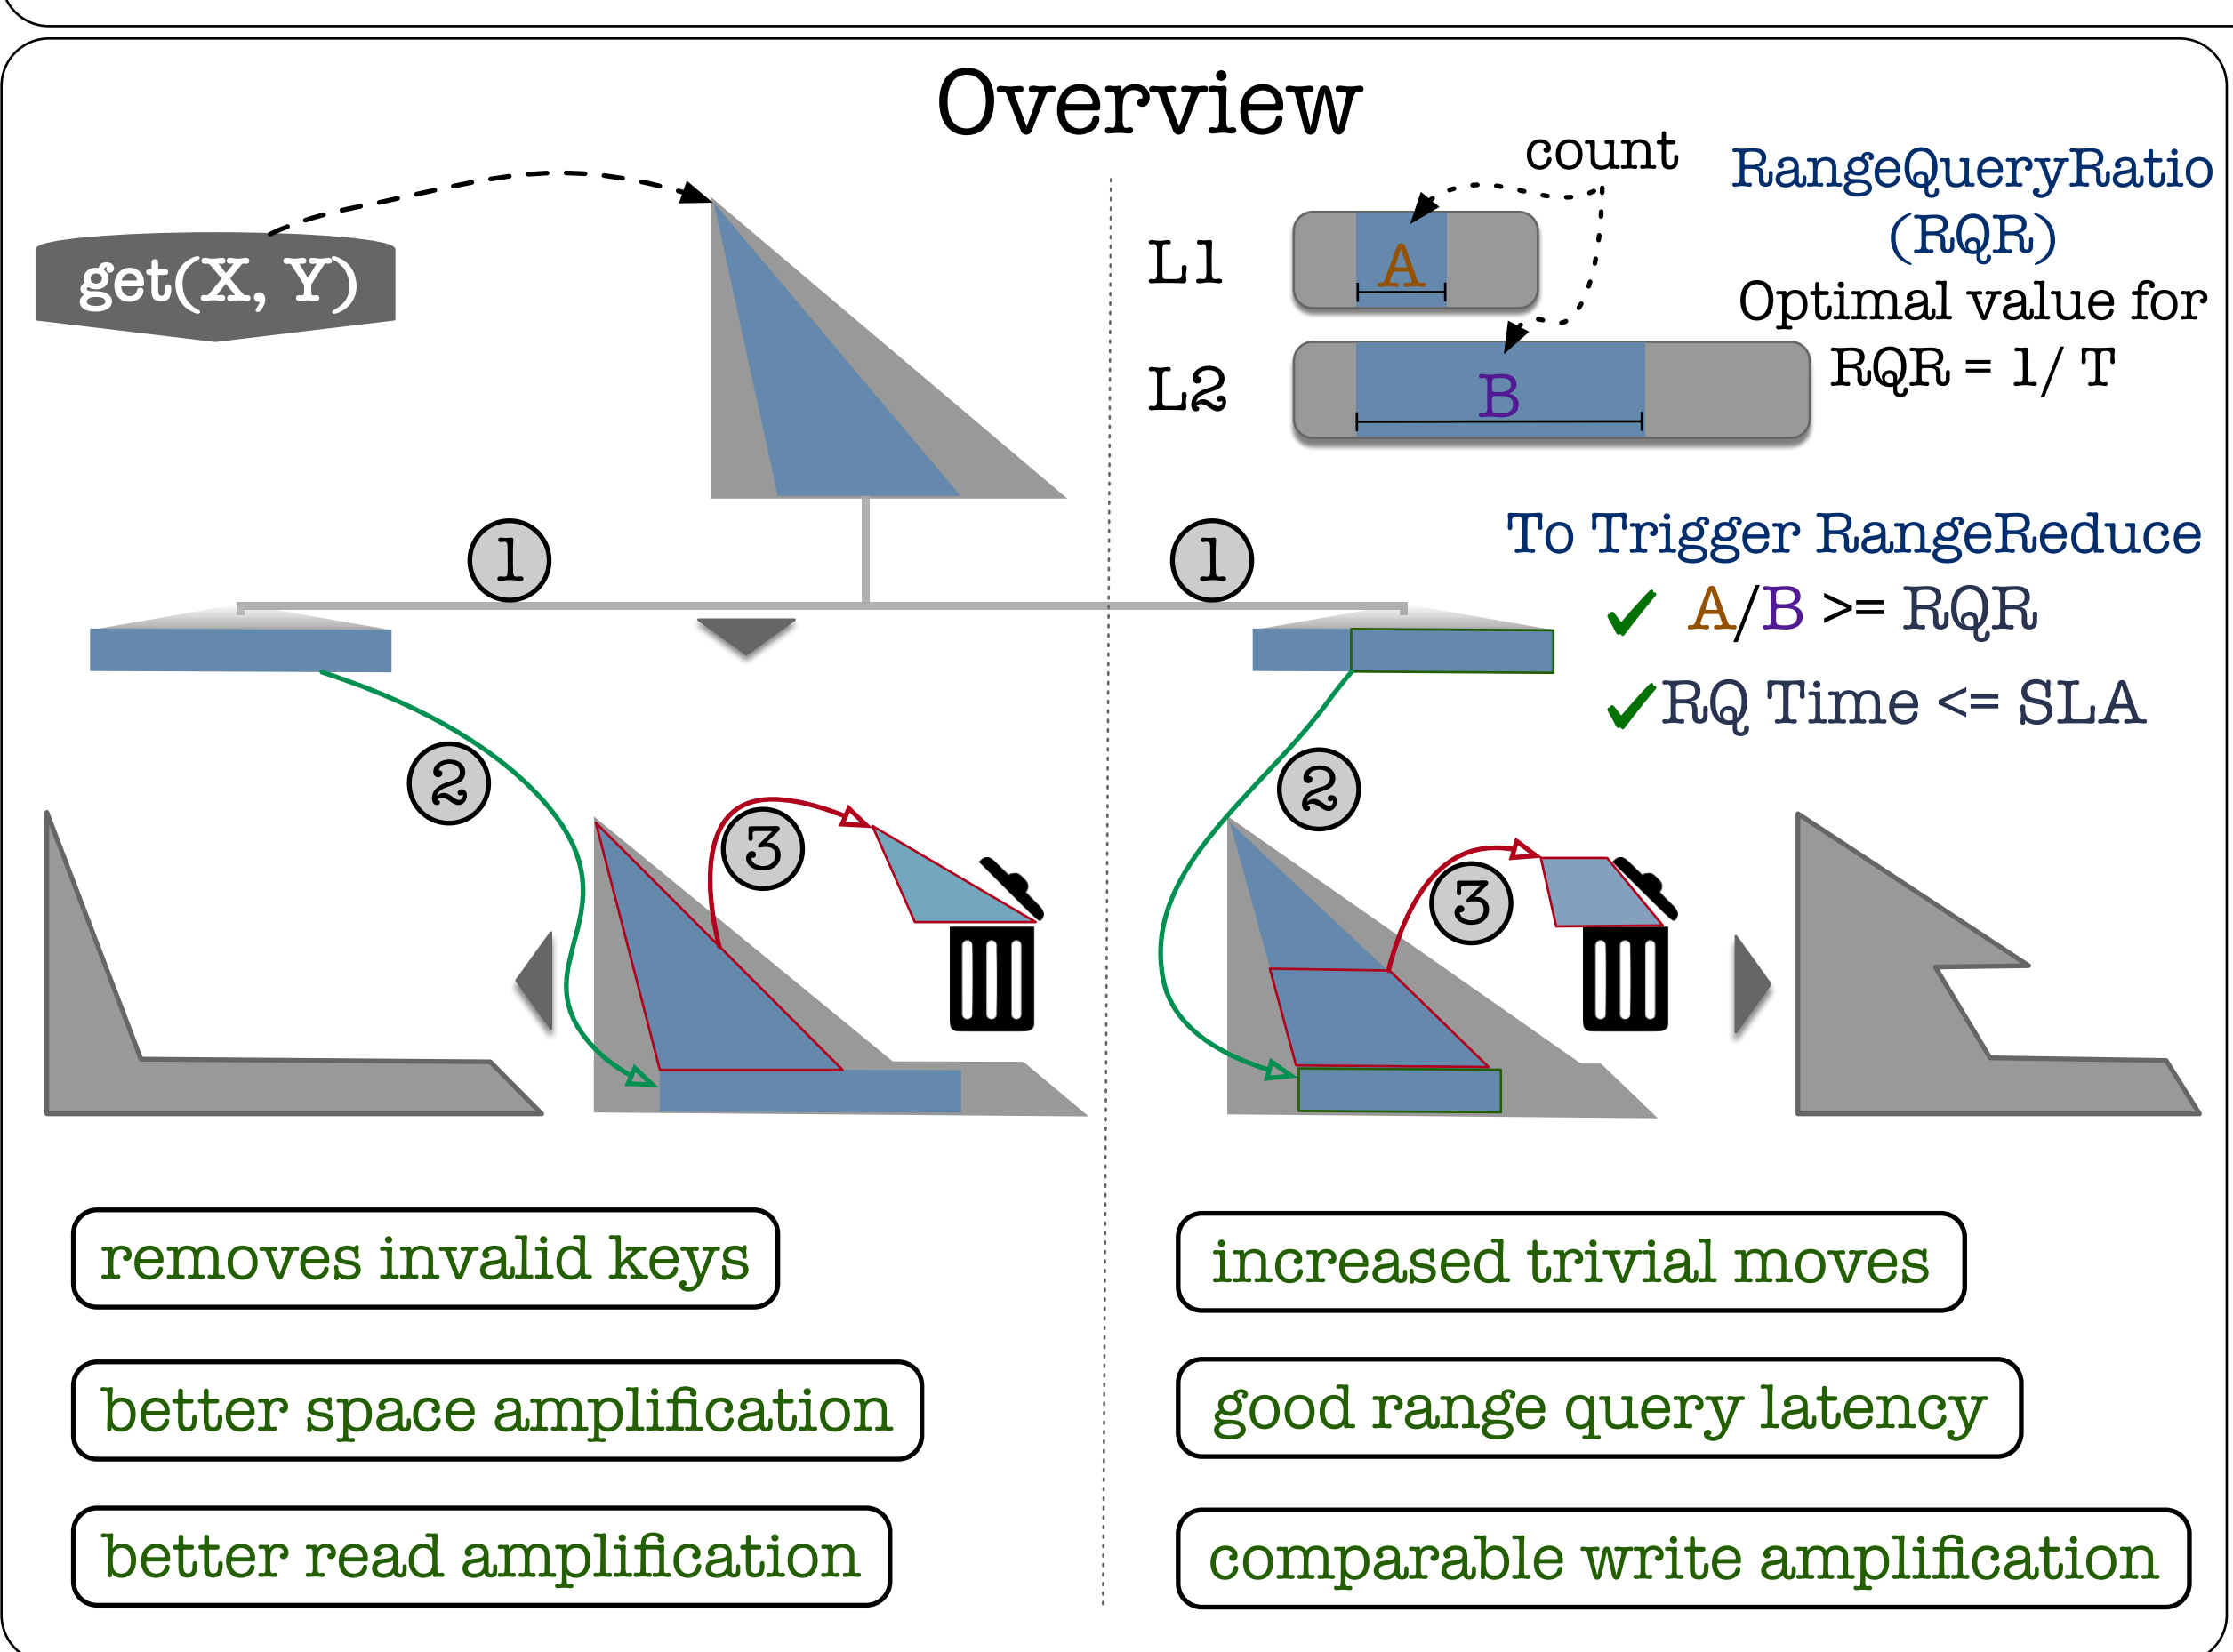 Overview
get(X, Y)
count
L1
A
L2
B
RangeQueryRatio
(RQR)
Optimal value for
RQR = 1/ T
1
1
To Trigger RangeReduce
A/B >= RQR
RQ Time <= SLA
2
3
2
3
removes invalid keys
better space amplification
better read amplification
increased trivial moves
good range query latency
comparable write amplification